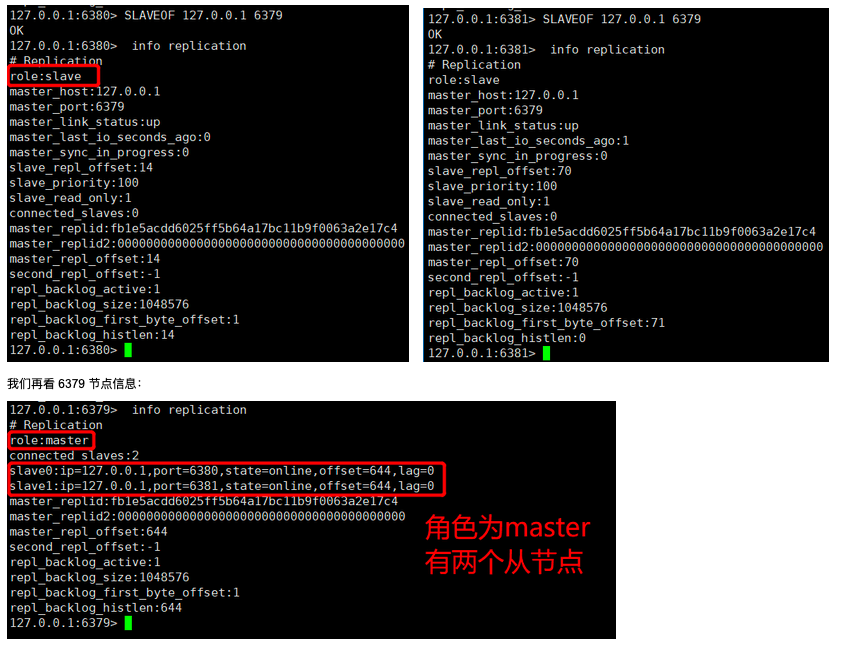 127.0.0.1:6380> SLAVEOF 127.0.0.1 6379
OK
127.0.0.1:6380>  info replication
# Replication
role:slave
master_host:127.0.0.1
master_port:6379
master_link_status:up
master_last_io_seconds_ago:0
master_sync_in_progress:0
slave_repl_offset:14
slave_priority:100
slave_read_only:1
connected_slaves:0
master_replid:fb1e5acdd6025ff5b64a17bc11b9f0063a2e17c4
master_replid2:0000000000000000000000000000000000000000
master_repl_offset:14
second_repl_offset:-1
repl_backlog_active:1
repl_backlog_size:1048576
repl_backlog_first_byte_offset:1
repl_backlog_histlen:14
127.0.0.1:6380>
127.0.0.1:6381> SLAVEOF 127.0.0.1 6379
OK
127.0.0.1:6381>  info replication
# Replication
role:slave
master_host:127.0.0.1
master_port:6379
master_link_status:up
master_last_io_seconds_ago:1
master_sync_in_progress:0
slave_repl_offset:70
slave_priority:100
slave_read_only:1
connected_slaves:0
master_replid:fb1e5acdd6025ff5b64a17bc11b9f0063a2e17c4
master_replid2:0000000000000000000000000000000000000000
master_repl_offset:70
second_repl_offset:-1
repl_backlog_active:1
repl_backlog_size:1048576
repl_backlog_first_byte_offset:71
repl_backlog_histlen:0
127.0.0.1:6381>
我们再看 6379 节点信息:
127.0.0.1:6379>  info replication
# Replication
role:master
connected_slaves:2
slave0:ip=127.0.0.1,port=6380,state=online,offset=644,lag=0
slave1:ip=127.0.0.1,port=6381,state=online,offset=644,lag=0
master_replid:fb1e5acdd6025ff5b64a17bc11b9f0063a2e17c4
master_replid2:0000000000000000000000000000000000000000
master_repl_offset:644
second_repl_offset:-1
repl_backlog_active:1
repl_backlog_size:1048576
repl_backlog_first_byte_offset:1
repl_backlog_histlen:644
127.0.0.1:6379>
角色为master
有两个从节点